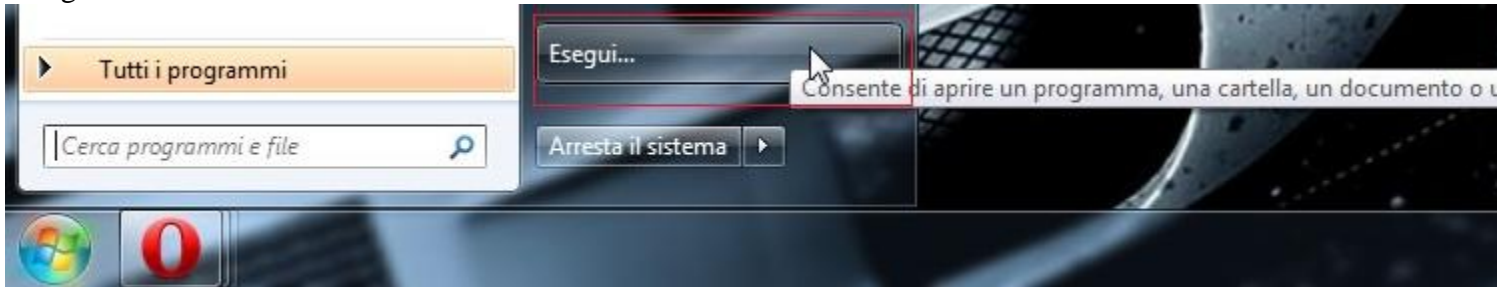 Esegui...
Tutti i programmi
Consente di aprire un programma, una cartella, un documento o u
Cerca programmi e file
Arresta il sistema